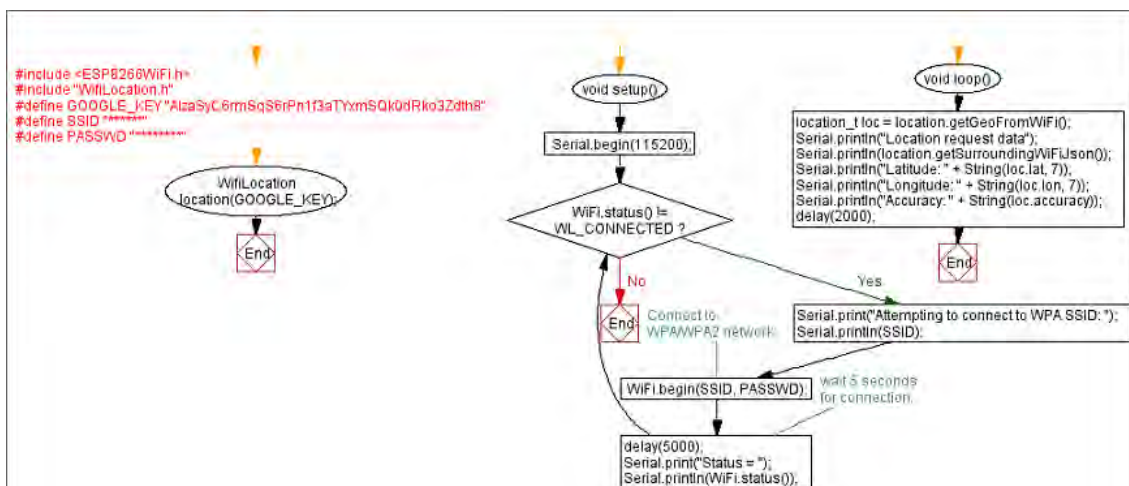 #include <ESP8266WiFi.h>
#include "WifiLocation.h"
#define GOOGLE_KEY
#define SSID "******"
#define PASSWD "********"
WifiLocation
location(GOOGLE_KEY);
End
void setup()
Serial.begin(115200);
WiFi.status() !=
WL_CONNECTED ?
No
End
Yes
Connect to
WPA/WPA2 network
Serial.print("Attempting to connect to WPA SSID: ");
Serial.println(SSID);
WiFi.begin(SSID, PASSWD);
wait 5 seconds
for connection
delay(5000);
Serial.print("Status = ");
Serial.println(WiFi.status());
void loop()
location_t loc = location.getGeoFromWiFi();
Serial.println("Location request data");
Serial.println(location.getSurroundingWiFiJson());
Serial.println("Latitude: " + String(loc.lat, 7));
Serial.println("Longitude: " + String(loc.lon, 7));
Serial.println("Accuracy: " + String(loc.accuracy));
delay(2000);
End